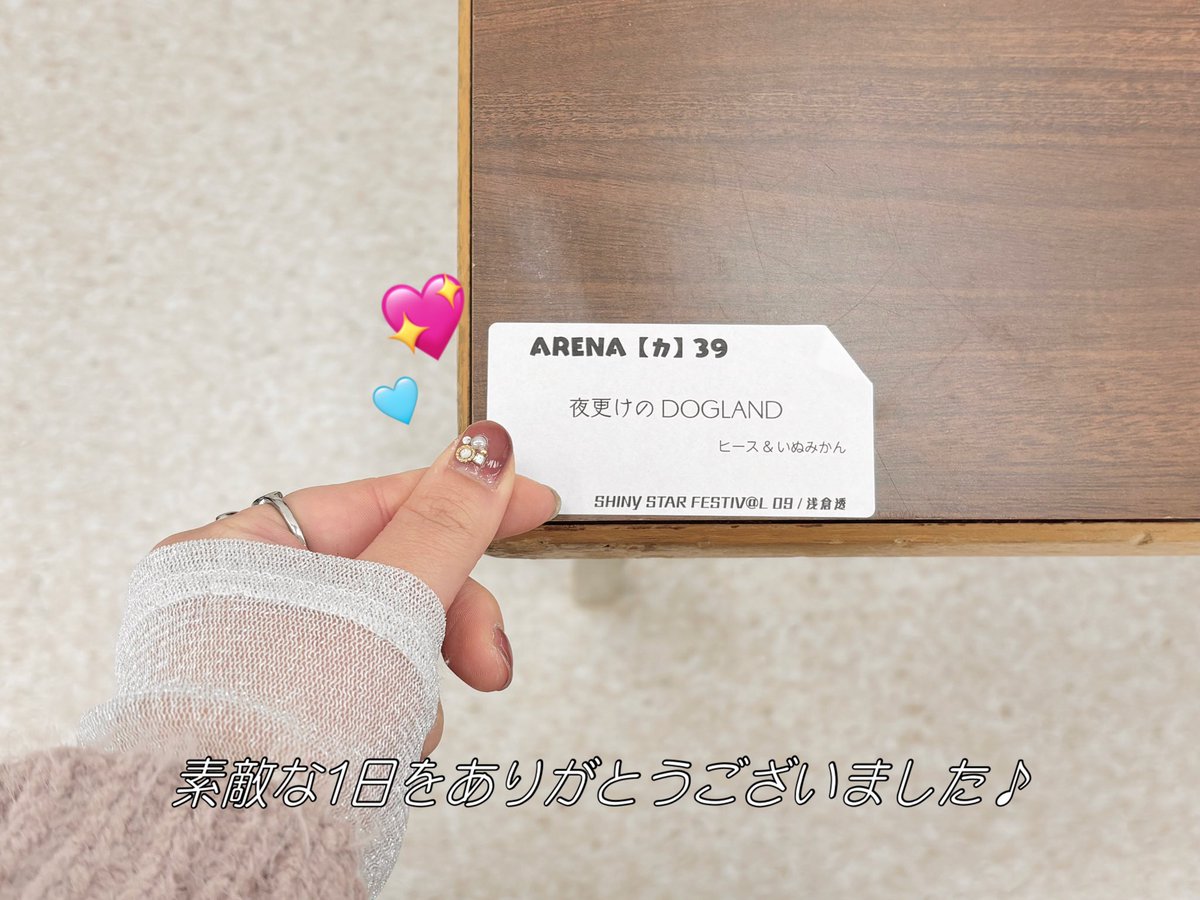 ARENA【カ】39
夜更けのDOGLAND
ヒース&いぬみかん
SHINY STAR FESTIV@L 09 / 浅倉透
素敵な1日をありがとうございました♪